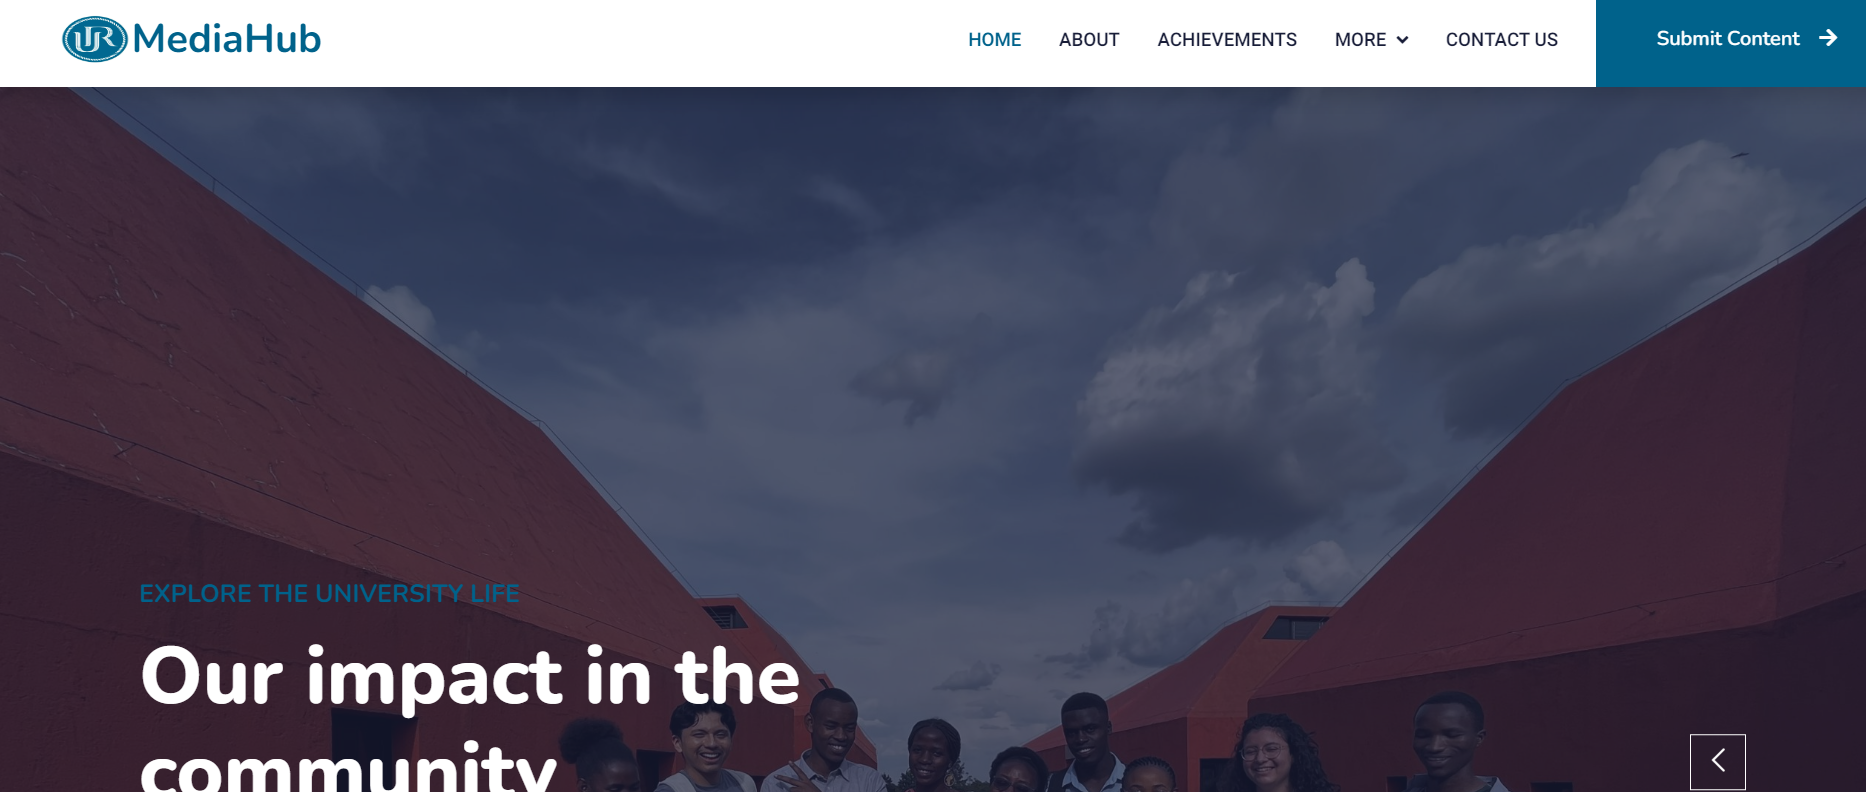 UR MediaHub
HOME ABOUT ACHIEVEMENTS MORE CONTACT US Submit Content
EXPLORE THE UNIVERSITY LIFE
Our impact in the
community